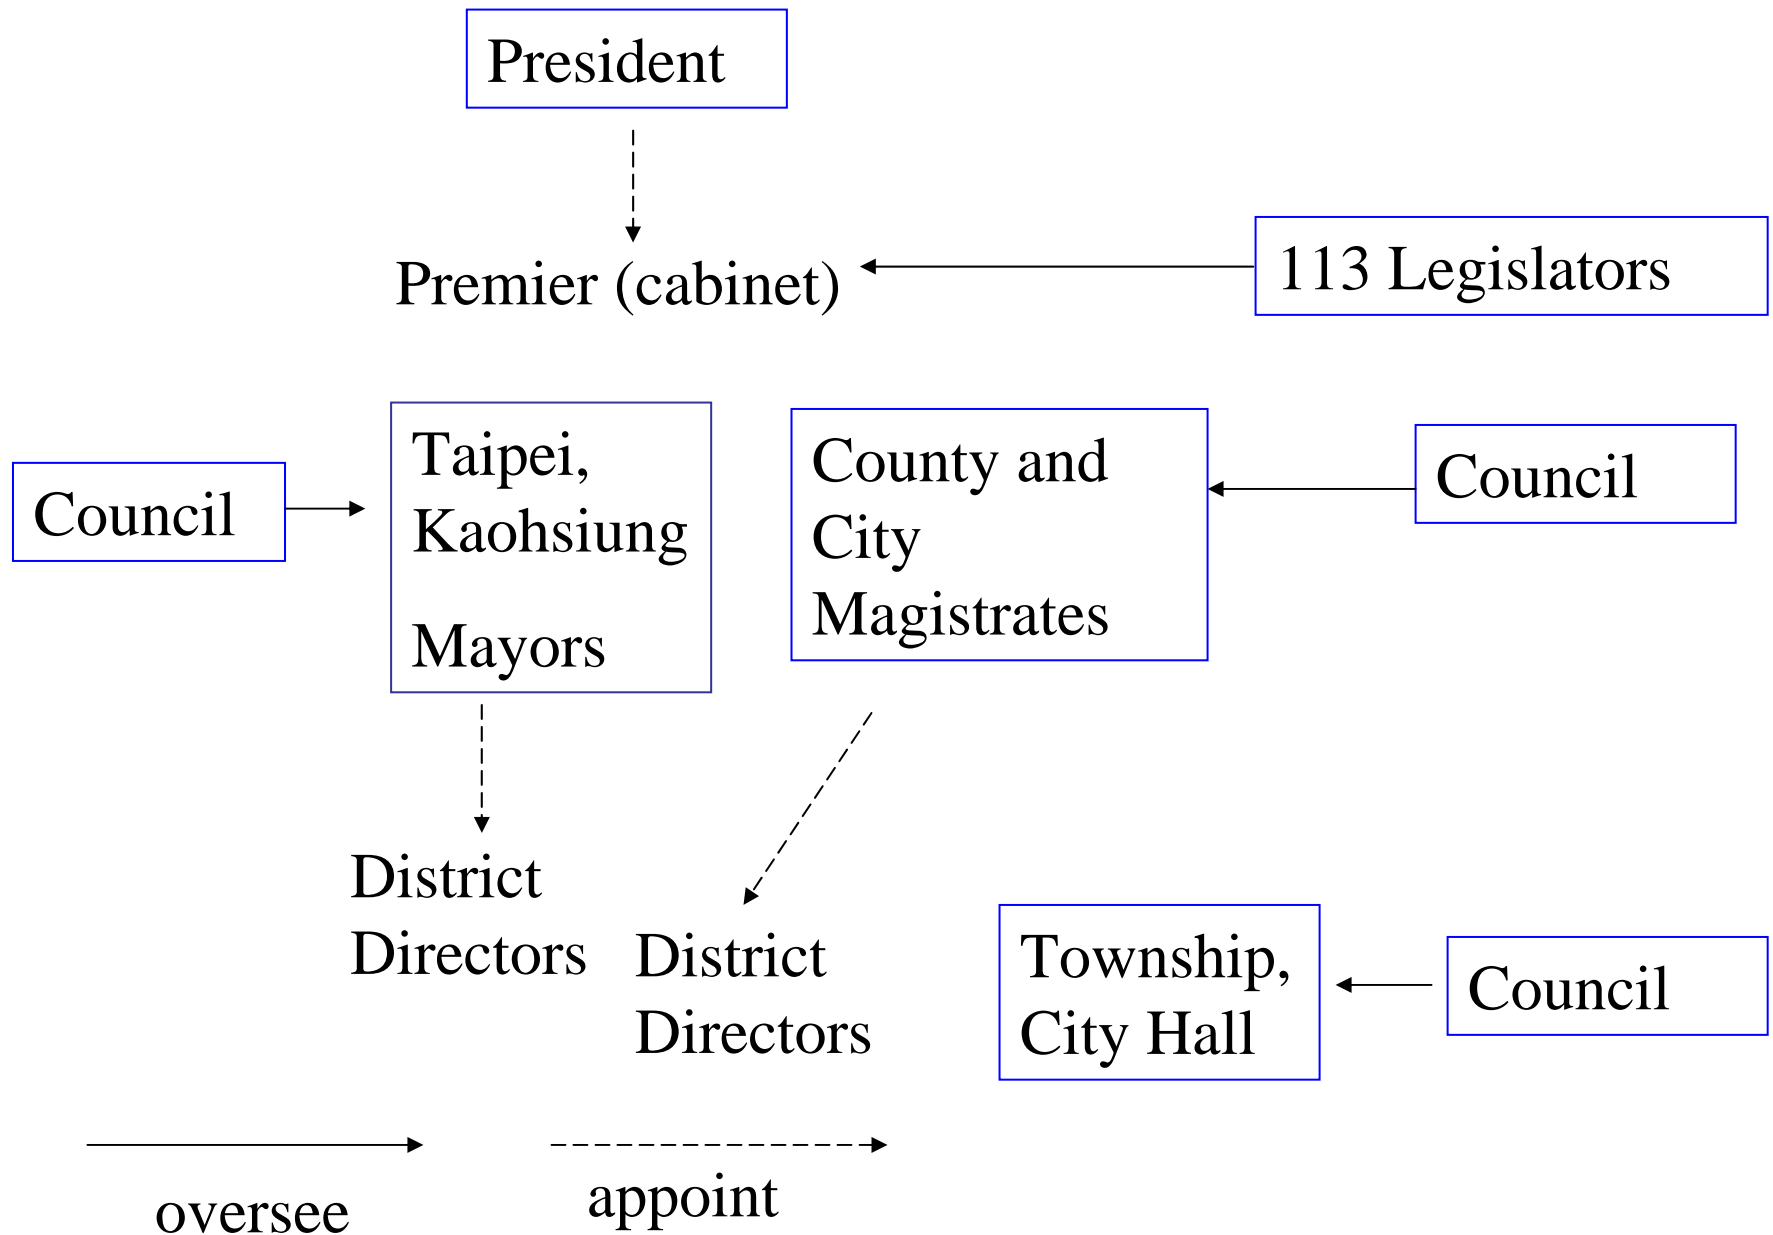 President
Premier (cabinet)
113 Legislators
Council
Taipei,
Kaohsiung
Mayors
County and
City
Magistrates
Council
District
Directors
District
Directors
Township,
City Hall
Council
oversee
appoint